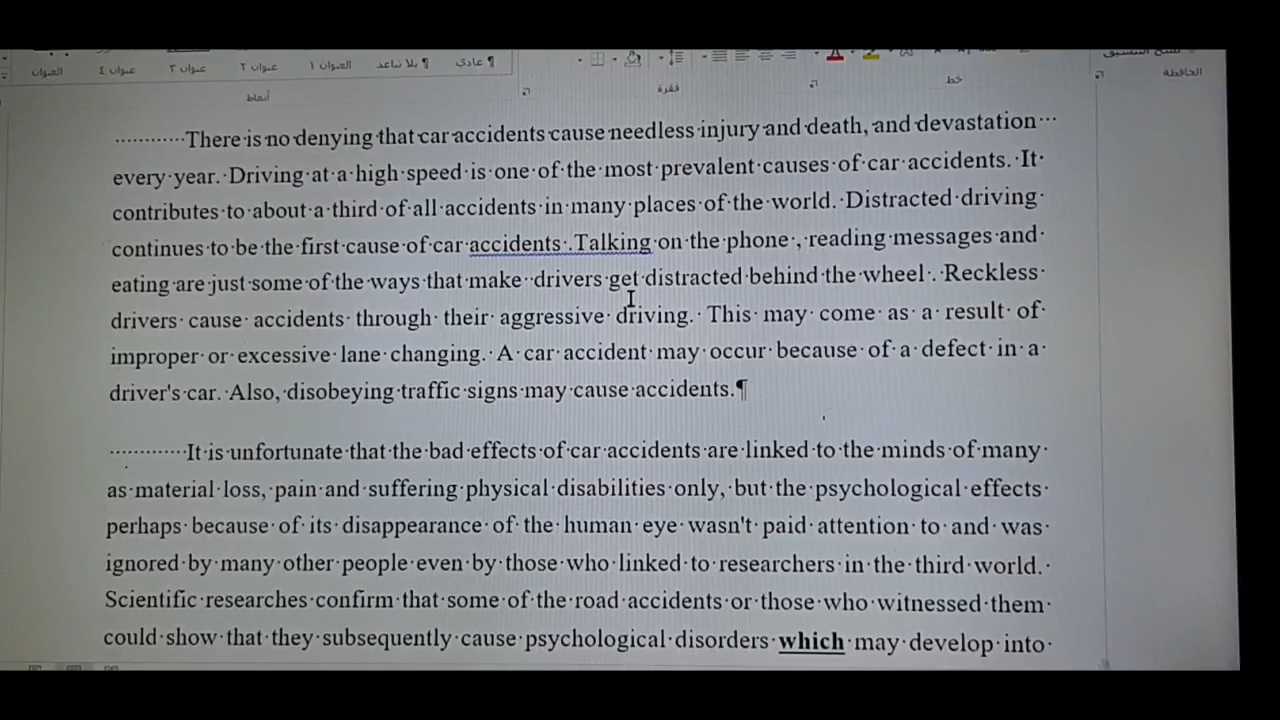 العنوان عنوان ٤ عنوان ٣ عنوان ٢ العنوان ١ ¶ بلا تباعد ¶ عادي
أنماط فقرة خط الحافظة
There is no denying that car accidents cause needless injury and death, and devastation
every year. Driving at a high speed is one of the most prevalent causes of car accidents. It
contributes to about a third of all accidents in many places of the world. Distracted driving
continues to be the first cause of car accidents .Talking on the phone , reading messages and
eating are just some of the ways that make  drivers get distracted behind the wheel . Reckless
drivers cause accidents through their aggressive driving. This may come as a result of
improper or excessive lane changing. A car accident may occur because of a defect in a
driver's car. Also, disobeying traffic signs may cause accidents.¶
It is unfortunate that the bad effects of car accidents are linked to the minds of many
as material loss, pain and suffering physical disabilities only, but the psychological effects
perhaps because of its disappearance of the human eye wasn't paid attention to and was
ignored by many other people even by those who linked to researchers in the third world.
Scientific researches confirm that some of the road accidents or those who witnessed them
could show that they subsequently cause psychological disorders which may develop into